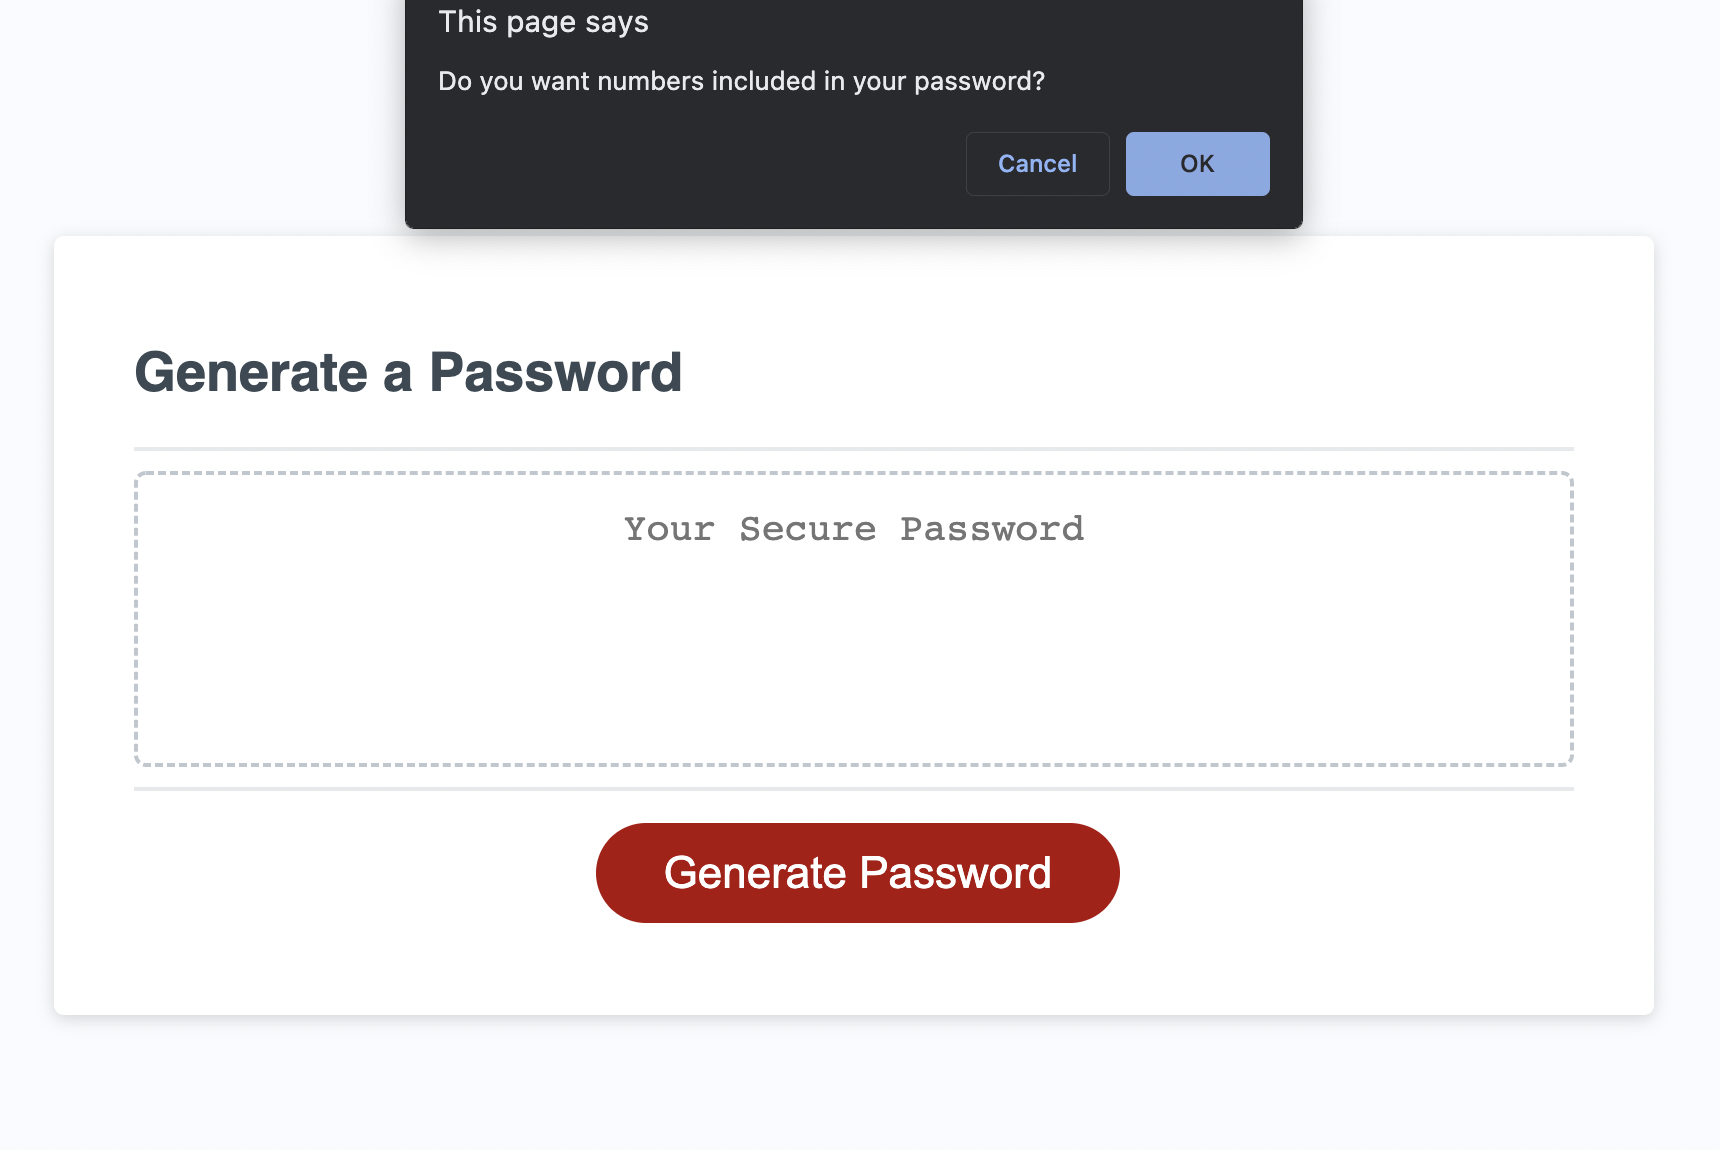 This page says
Do you want numbers included in your password?
Cancel OK
Generate a Password
Your Secure Password
Generate Password